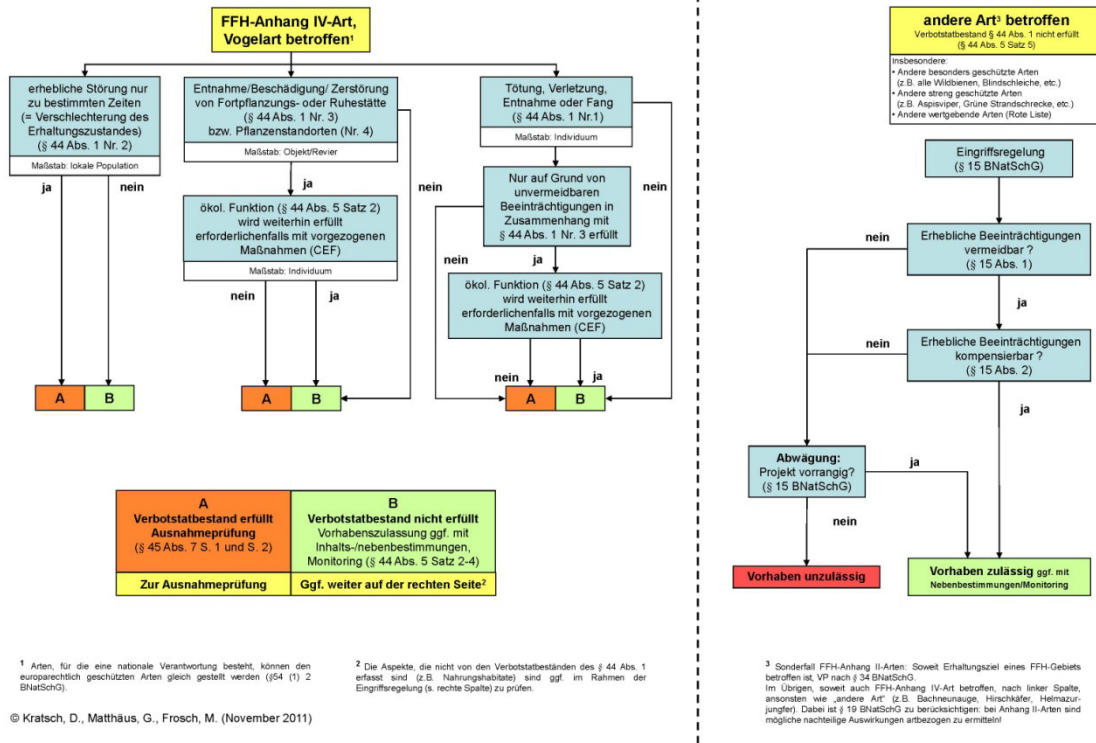 FFH-Anhang IV-Art,
Vogelart betroffen¹
erhebliche Störung nur
zu bestimmten Zeiten
(= Verschlechterung des
Erhaltungszustandes)
(§ 44 Abs. 1 Nr. 2)
Maßstab: lokale Population
ja
nein
A
B
Entnahme/Beschädigung/ Zerstörung
von Fortpflanzungs- oder Ruhestätte
(§ 44 Abs. 1 Nr. 3)
bzw. Pflanzenstandorten (Nr. 4)
Maßstab: Objekt/Revier
ja
nein
ökol. Funktion (§ 44 Abs. 5 Satz 2)
wird weiterhin erfüllt
erforderlichenfalls mit vorgezogenen
Maßnahmen (CEF)
Maßstab: Individuum
nein
ja
A
B
Tötung, Verletzung,
Entnahme oder Fang
(§ 44 Abs. 1 Nr.1)
Maßstab: Individuum
nein
Nur auf Grund von
unvermeidbaren
Beeinträchtigungen in
Zusammenhang mit
§ 44 Abs. 1 Nr. 3 erfüllt
nein
ja
ökol. Funktion (§ 44 Abs. 5 Satz 2)
wird weiterhin erfüllt
erforderlichenfalls mit vorgezogenen
Maßnahmen (CEF)
nein
ja
A
B
A
Verbotstatbestand erfüllt
Ausnahmeprüfung
(§ 45 Abs. 7 S. 1 und S. 2)
Zur Ausnahmeprüfung
B
Verbotstatbestand nicht erfüllt
Vorhabenszulassung ggf. mit
Inhalts-/nebenbestimmungen,
Monitoring (§ 44 Abs. 5 Satz 2-4)
Ggf. weiter auf der rechten Seite²
¹ Arten, für die eine nationale Verantwortung besteht, können den
europarechtlich geschützten Arten gleich gestellt werden (§54 (1) 2
BNatSchG).
² Die Aspekte, die nicht von den Verbotstatbeständen des § 44 Abs. 1
erfasst sind (z.B. Nahrungshabitate) sind ggf. im Rahmen der
Eingriffsregelung (s. rechte Spalte) zu prüfen.
© Kratsch, D., Matthäus, G., Frosch, M. (November 2011)
andere Art³ betroffen
Verbotstatbestand § 44 Abs. 1 nicht erfüllt
(§ 44 Abs. 5 Satz 5)
Insbesondere:
• Andere besonders geschützte Arten
(z.B. alle Wildbienen, Blindschleiche, etc.)
• Andere streng geschützte Arten
(z.B. Aspisviper, Grüne Strandschrecke, etc.)
• Andere wertgebende Arten (Rote Liste)
Eingriffsregelung
(§ 15 BNatSchG)
Erhebliche Beeinträchtigungen
vermeidbar ?
(§ 15 Abs. 1)
nein
ja
Erhebliche Beeinträchtigungen
kompensierbar ?
(§ 15 Abs. 2)
nein
ja
Abwägung:
Projekt vorrangig?
(§ 15 BNatSchG)
ja
nein
Vorhaben unzulässig
Vorhaben zulässig ggf. mit
Nebenbestimmungen/Monitoring
³ Sonderfall FFH-Anhang II-Arten: Soweit Erhaltungsziel eines FFH-Gebiets
betroffen ist, VP nach § 34 BNatSchG.
Im Übrigen, soweit auch FFH-Anhang IV-Art betroffen, nach linker Spalte,
ansonsten wie „andere Art“ (z.B. Bachneunauge, Hirschkäfer, Helmazur-
jungfer). Dabei ist § 19 BNatSchG zu berücksichtigen: bei Anhang II-Arten sind
mögliche nachteilige Auswirkungen artbezogen zu ermitteln!